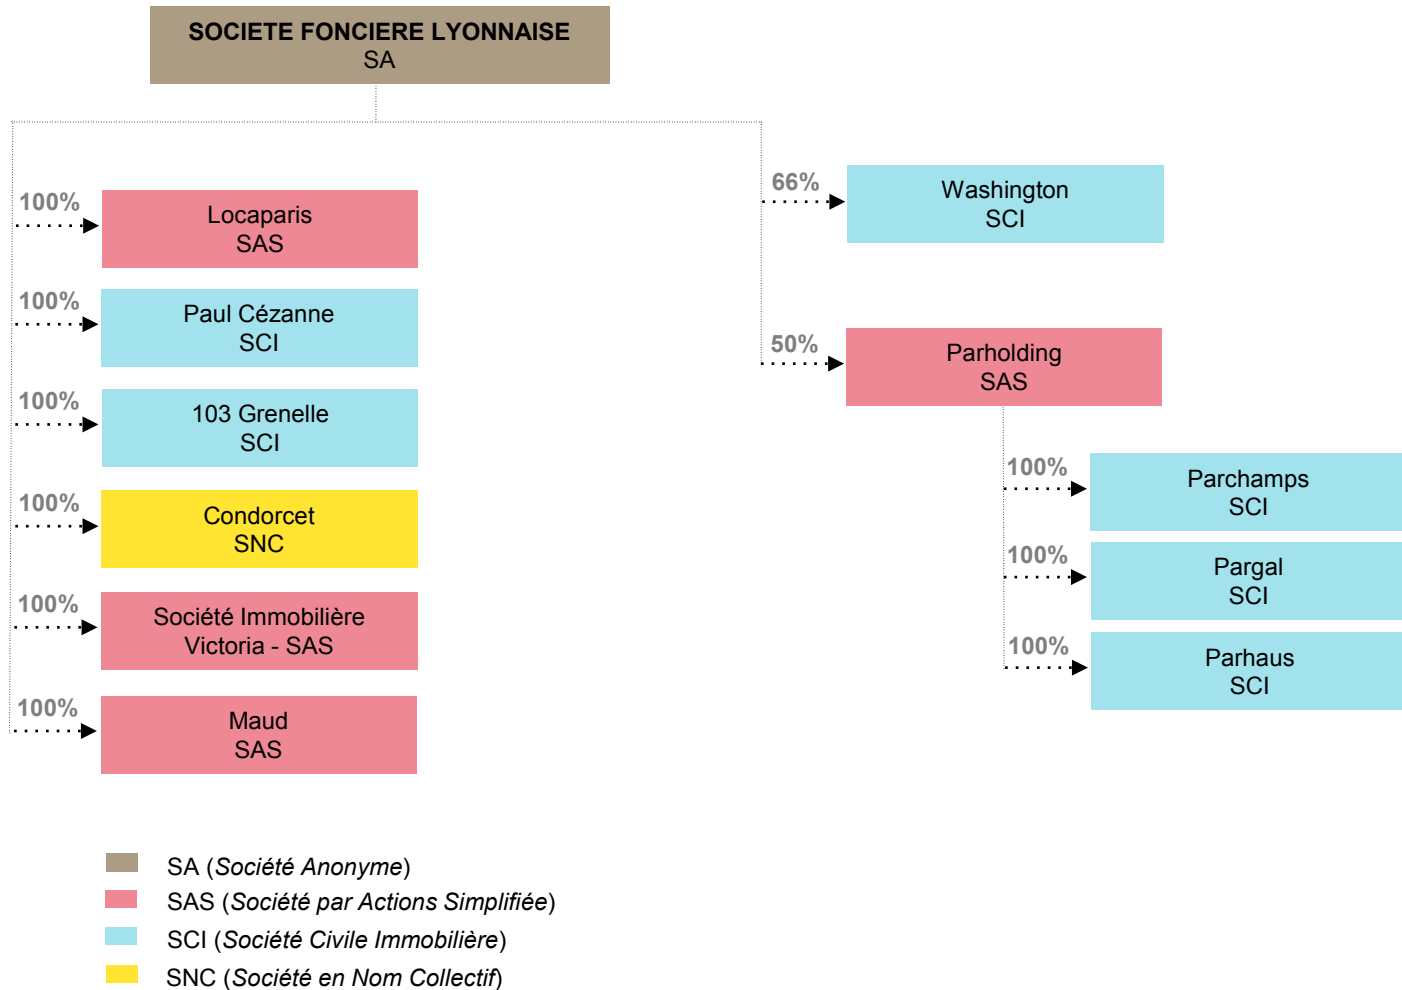 SOCIETE FONCIERE LYONNAISE
SA
100%
Locaparis
SAS
100%
Paul Cézanne
SCI
100%
103 Grenelle
SCI
100%
Condorcet
SNC
100%
Société Immobilière
Victoria - SAS
100%
Maud
SAS
66%
Washington
SCI
50%
Parholding
SAS
100%
Parchamps
SCI
100%
Pargal
SCI
100%
Parhaus
SCI
SA (Société Anonyme)
SAS (Société par Actions Simplifiée)
SCI (Société Civile Immobilière)
SNC (Société en Nom Collectif)